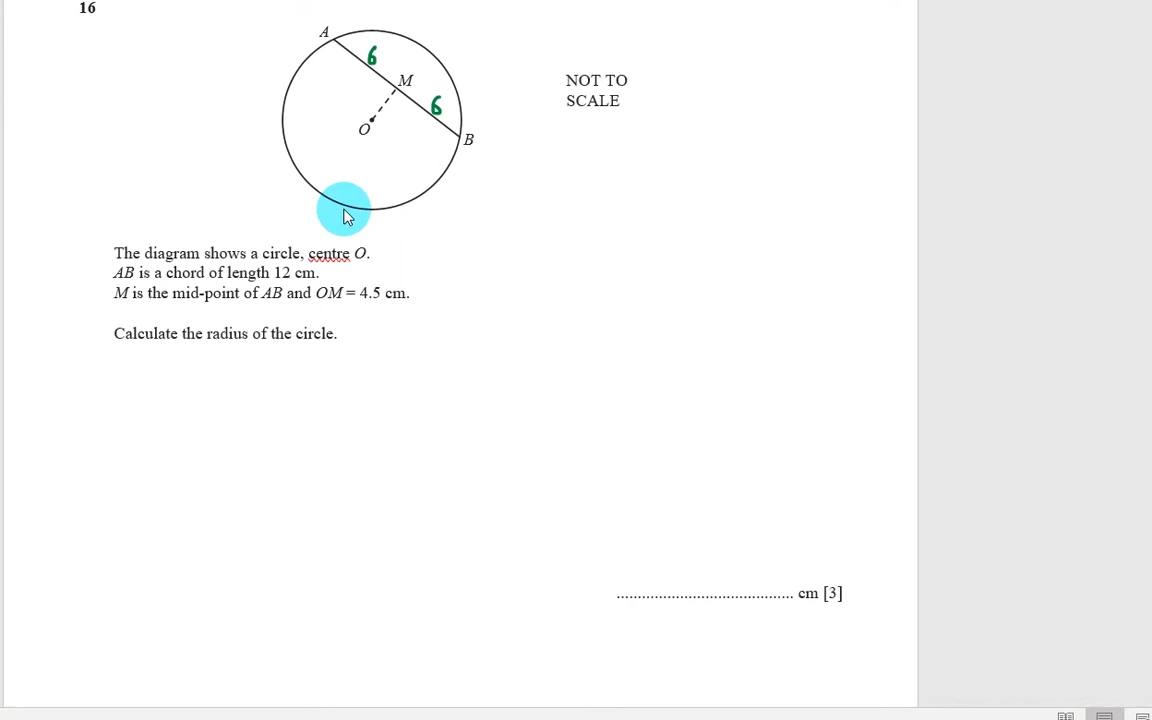 16
A
6
M
NOT TO
SCALE
6
O
B
The diagram shows a circle, centre O.
AB is a chord of length 12 cm.
M is the mid-point of AB and OM = 4.5 cm.
Calculate the radius of the circle.
.......................................... cm [3]